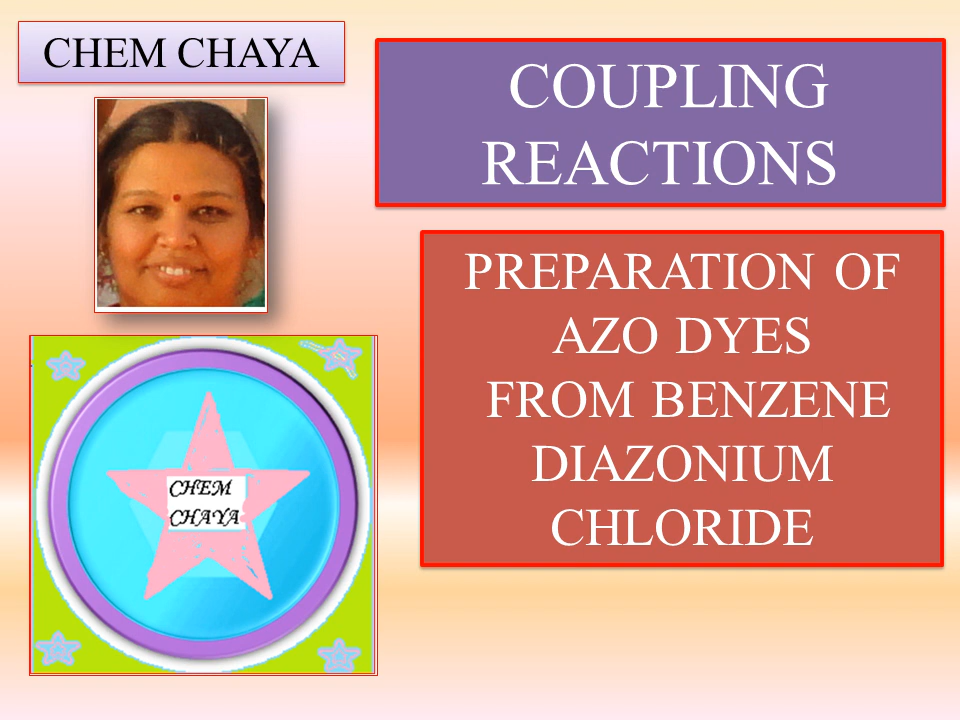 CHEM CHAYA
COUPLING
REACTIONS
PREPARATION OF
AZO DYES
FROM BENZENE
DIAZONIUM
CHLORIDE
CHEM
CHAYA